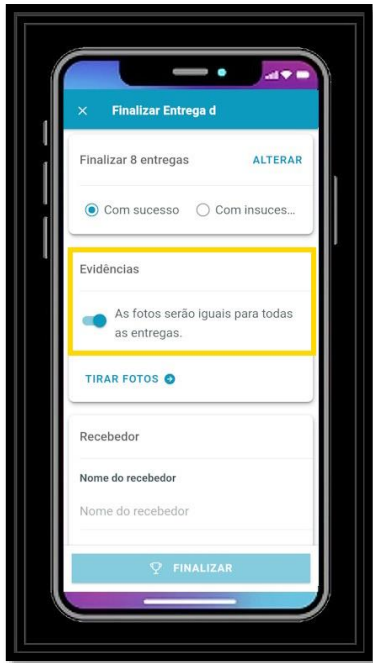 Finalizar Entrega d
Finalizar 8 entregas
ALTERAR
Com sucesso
Com insuces...
Evidências
As fotos serão iguais para todas
as entregas.
TIRAR FOTOS
Recebedor
Nome do recebedor
Nome do recebedor
FINALIZAR